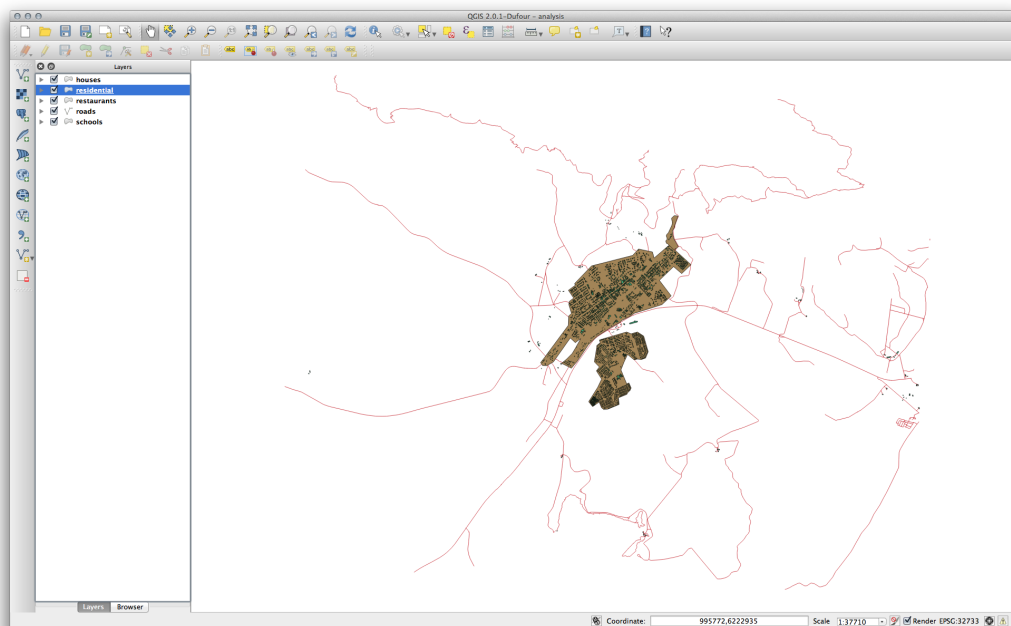 QGIS 2.0.1-Dufour - analysis
Layers
houses
residential
restaurants
roads
schools
Layers Browser
Coordinate: 995772,6222935 Scale 1:37710 Render EPSG:32733